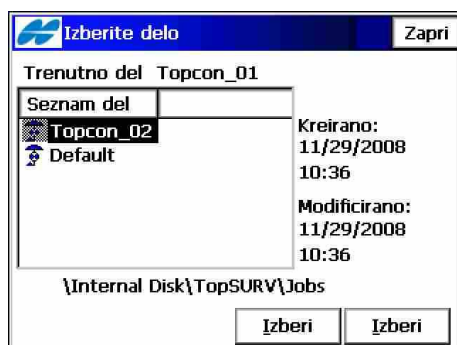 Izberite delo Zapri
Trenutno del Topcon_01
Seznam del
Topcon_02
Default
Kreirano:
11/29/2008
10:36
Modificirano:
11/29/2008
10:36
\Internal Disk\TopSURV\Jobs
Izberi Izberi